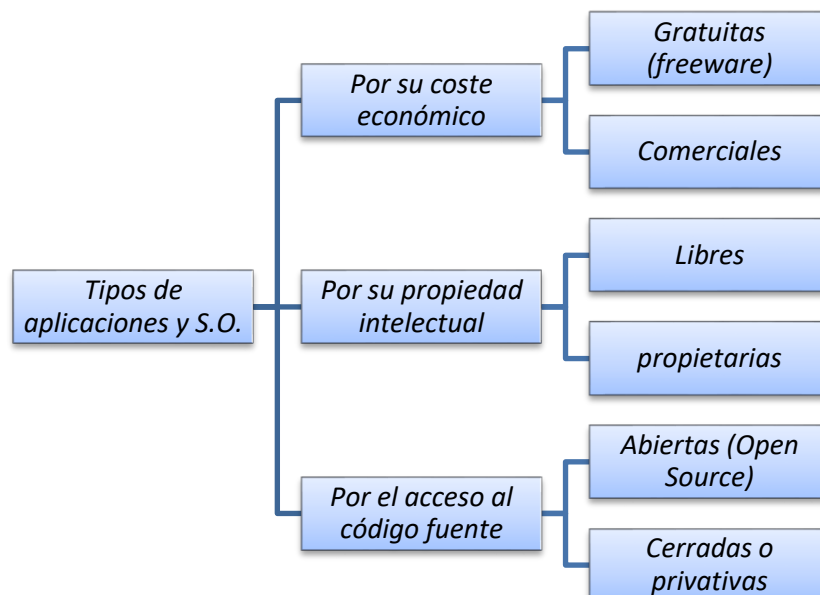 Tipos de
aplicaciones y S.O.
Por su coste
económico
Gratuitas
(freeware)
Comerciales
Por su propiedad
intelectual
Libres
propietarias
Por el acceso al
código fuente
Abiertas (Open
Source)
Cerradas o
privativas